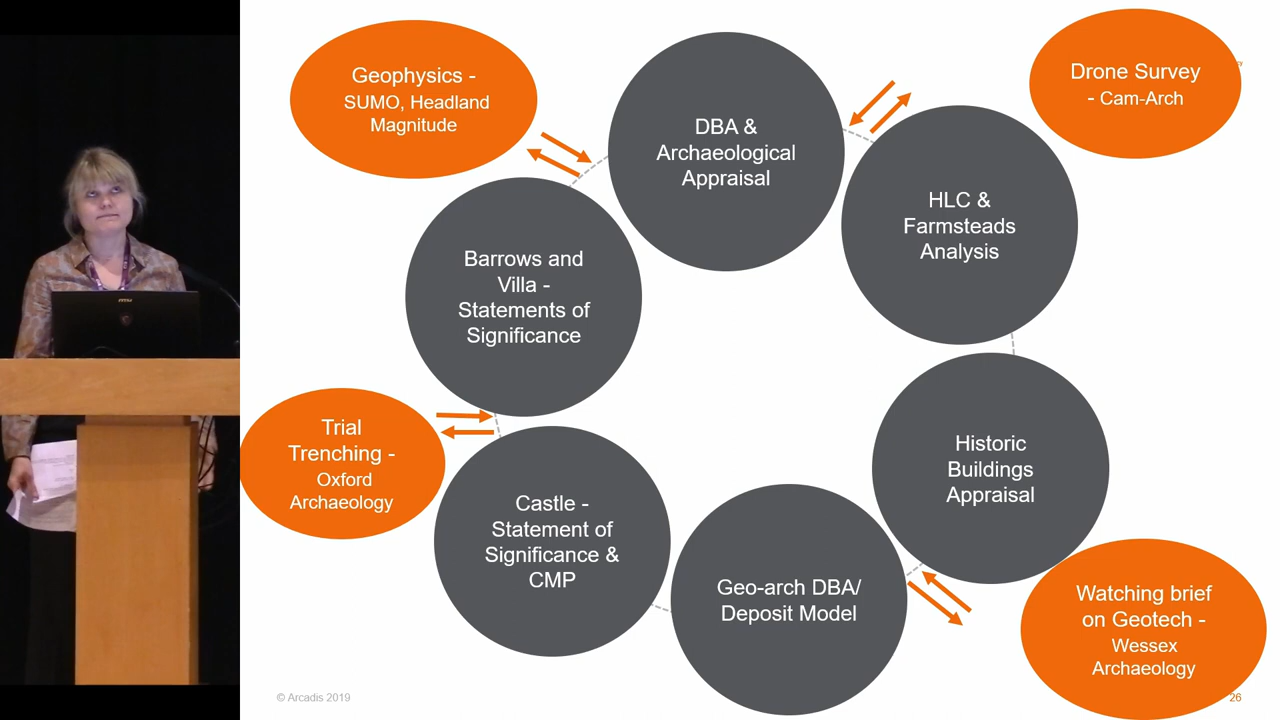 Geophysics -
SUMO, Headland
Magnitude
DBA &
Archaeological
Appraisal
Drone Survey
- Cam-Arch
HLC &
Farmsteads
Analysis
Barrows and
Villa -
Statements of
Significance
Trial
Trenching -
Oxford
Archaeology
Historic
Buildings
Appraisal
Castle -
Statement of
Significance &
CMP
Geo-arch DBA/
Deposit Model
Watching brief
on Geotech -
Wessex
Archaeology
© Arcadis 2019
26
msi